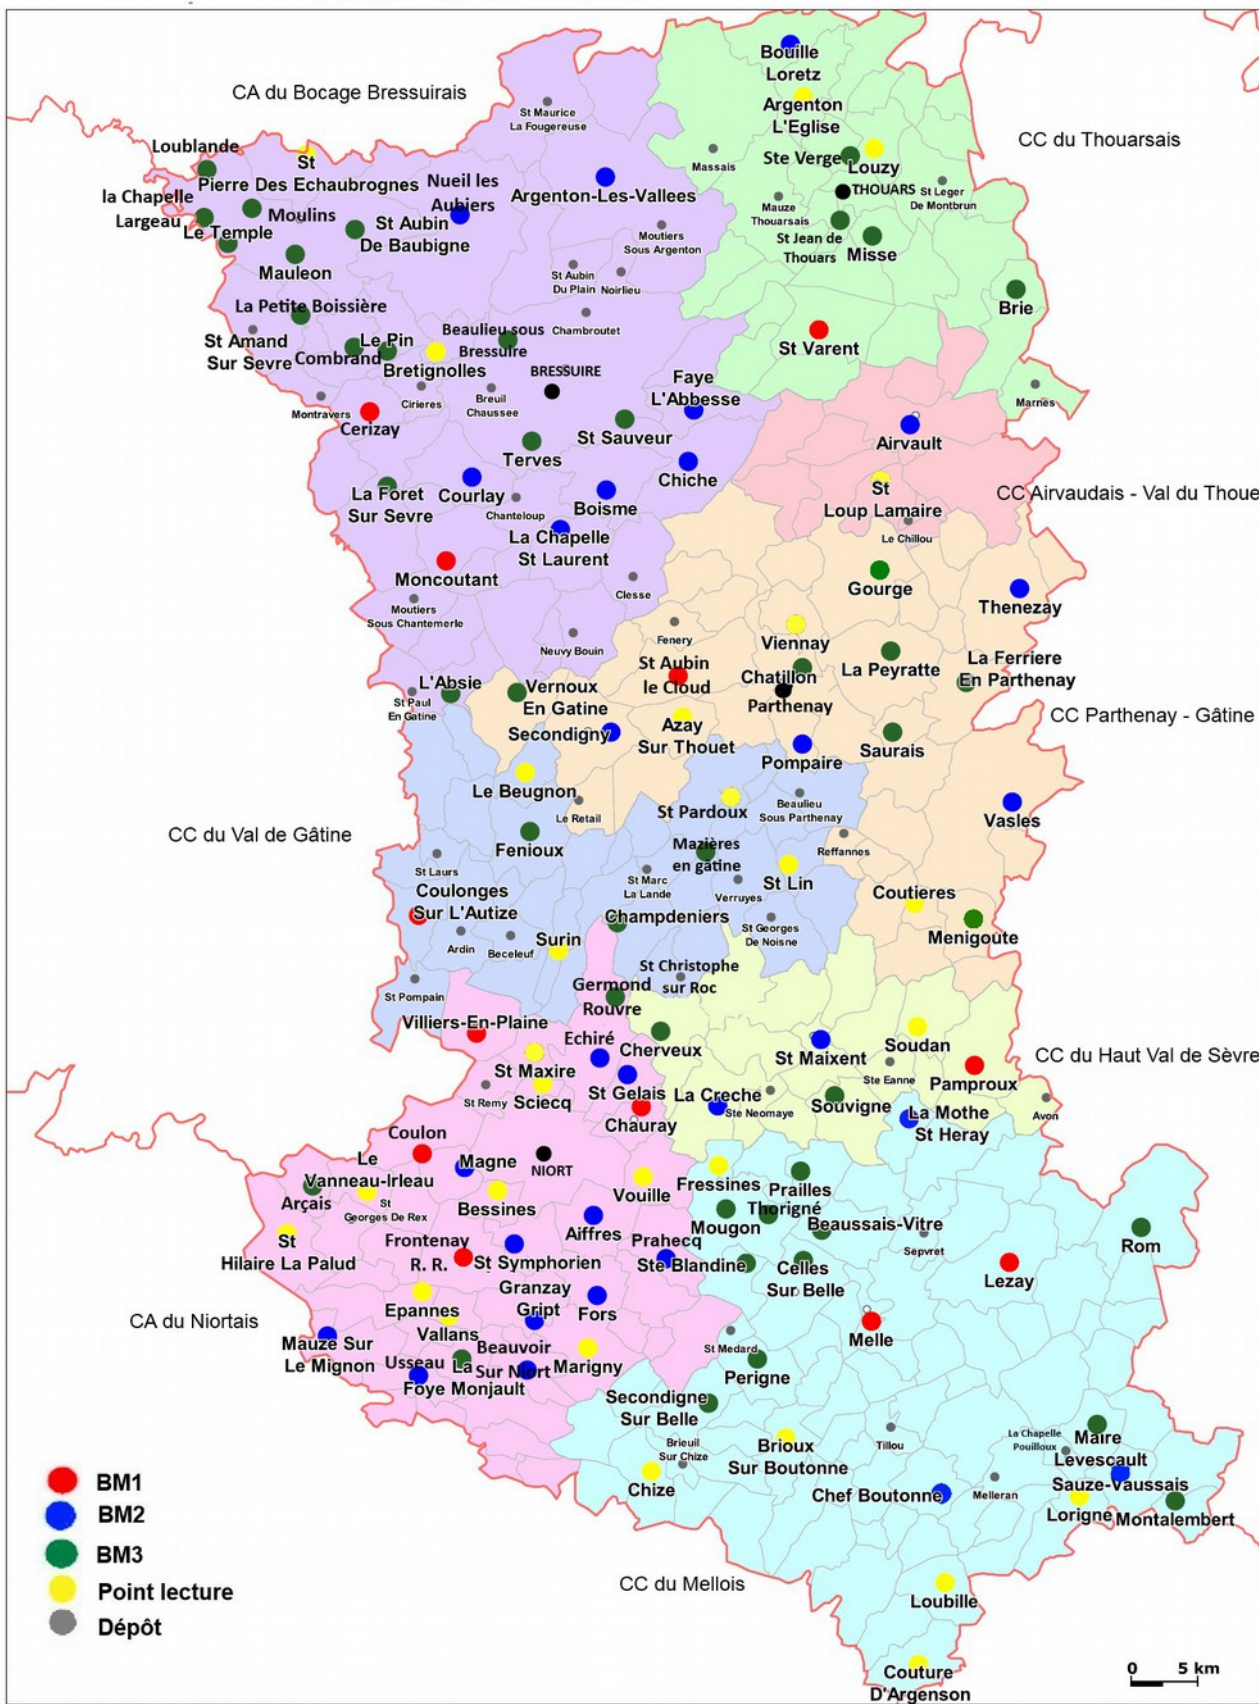 Bouille
Loretz
CA du Bocage Bressuirais
St Maurice
La Fougereuse
Argenton
L'Eglise
CC du Thouarsais
Loublande
St
Pierre Des Echaubrognes
Massais
Ste Verge
Louzy
THOUARS
St Leger
De Montbrun
Nueil les
Aubiers
Argenton-Les-Vallees
la Chapelle
Largeau
Le Temple
Moulins
St Aubin
De Baubigne
Mauze
Thouarsais
St Jean de
Thouars
Misse
Moutiers
Sous Argenton
Mauleon
St Aubin
Du Plain
Noirlieu
Brie
La Petite Boissière
Chambroutet
St Varent
St Amand
Sur Sevre
Combrand
Le Pin
Bretignolles
Beaulieu sous
Bressuire
BRESSUIRE
Faye
L'Abbesse
Marnes
Montravers
Cirieres
Breuil
Chaussee
Cerizay
St Sauveur
Airvault
Terves
Chiche
La Foret
Sur Sevre
Courlay
Chanteloup
Boisme
St
Loup Lamaire
CC Airvaudais - Val du Thoue
La Chapelle
St Laurent
Le Chillou
Moncoutant
Clesse
Gourge
Thenezay
Moutiers
Sous Chantemerle
Neuvy Bouin
Fenery
Viennay
St Aubin
le Cloud
La Peyratte
La Ferriere
En Parthenay
Chatillon
Parthenay
L'Absie
St Paul
En Gatine
Vernoux
En Gatine
Secondigny
Azay
Sur Thouet
Pompaire
Saurais
CC Parthenay - Gâtine
Le Beugnon
Le Retail
St Pardoux
Beaulieu
Sous Parthenay
Vasles
CC du Val de Gâtine
Fenioux
Mazières
en gâtine
Reffannes
St Laurs
St Marc
La Lande
Verruyes
St Lin
Coutieres
Coulonges
Sur L'Autize
Champdeniers
St Georges
De Noisne
Menigoute
Ardin
Beceleuf
Surin
St Pompain
St Christophe
sur Roc
Germond
Rouvre
Villiers-En-Plaine
Echiré
Cherveux
St Maixent
Soudan
CC du Haut Val de Sèvre
St Maxire
Ste Eanne
Pamproux
St Remy
Sciecq
St Gelais
La Creche
Ste Neomaye
Souvigne
Avon
Chauray
La Mothe
St Heray
Coulon
NIORT
Le
Vanneau-Irleau
Magne
Arçais
St
Georges De Rex
Bessines
Vouille
Fressines
Prailles
Mougon
Thorigné
Beaussais-Vitre
St
Hilaire La Palud
Aiffres
Sepvret
Rom
Frontenay
R. R.
St Symphorien
Prahecq
Ste Blandine
Celles
Sur Belle
Lezay
Epannes
Granzay
Gript
Fors
CA du Niortais
Vallans
Melle
Mauze Sur
Le Mignon
Beauvoir
Sur Niort
Marigny
St Medard
Perigne
Usseau
La
Foye Monjault
Secondigne
Sur Belle
Brieuil
Sur Chize
Brioux
Sur Boutonne
Tillou
La Chapelle
Pouilloux
Maire
Levescault
Chize
Chef Boutonne
Melleran
Sauze-Vaussais
Lorigne
Montalembert
BM1
BM2
BM3
Point lecture
Dépôt
CC du Mellois
Loubille
Couture
D'Argenson
0 5 km